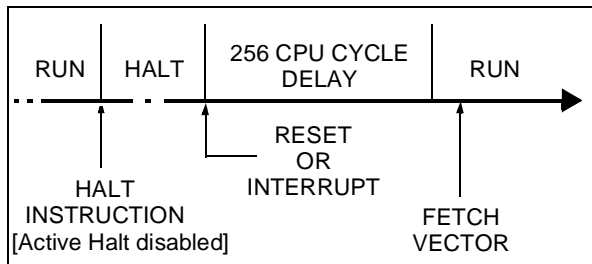 RUN
HALT
256 CPU CYCLE
DELAY
RUN
RESET
OR
INTERRUPT
HALT
INSTRUCTION
[Active Halt disabled]
FETCH
VECTOR